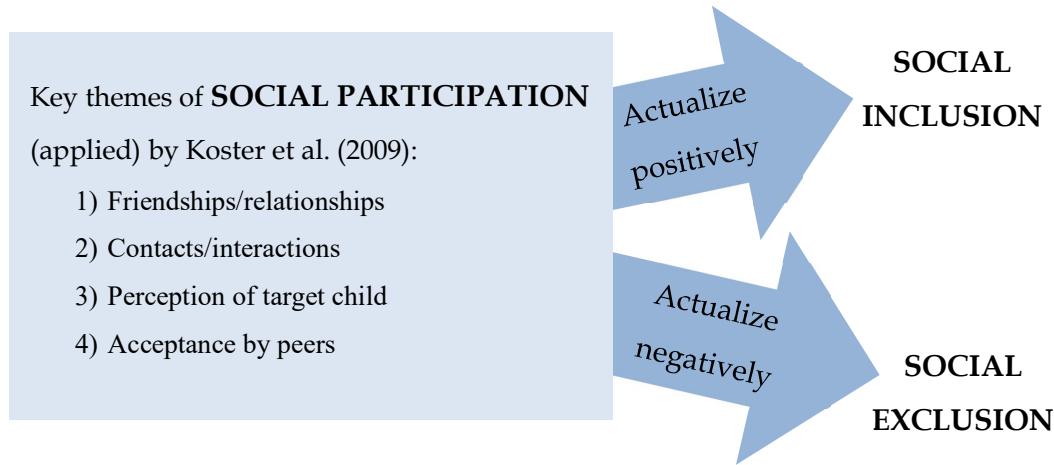 Key themes of SOCIAL PARTICIPATION
(applied) by Koster et al. (2009):
1) Friendships/relationships
2) Contacts/interactions
3) Perception of target child
4) Acceptance by peers
Actualize
positively
SOCIAL
INCLUSION
Actualize
negatively
SOCIAL
EXCLUSION